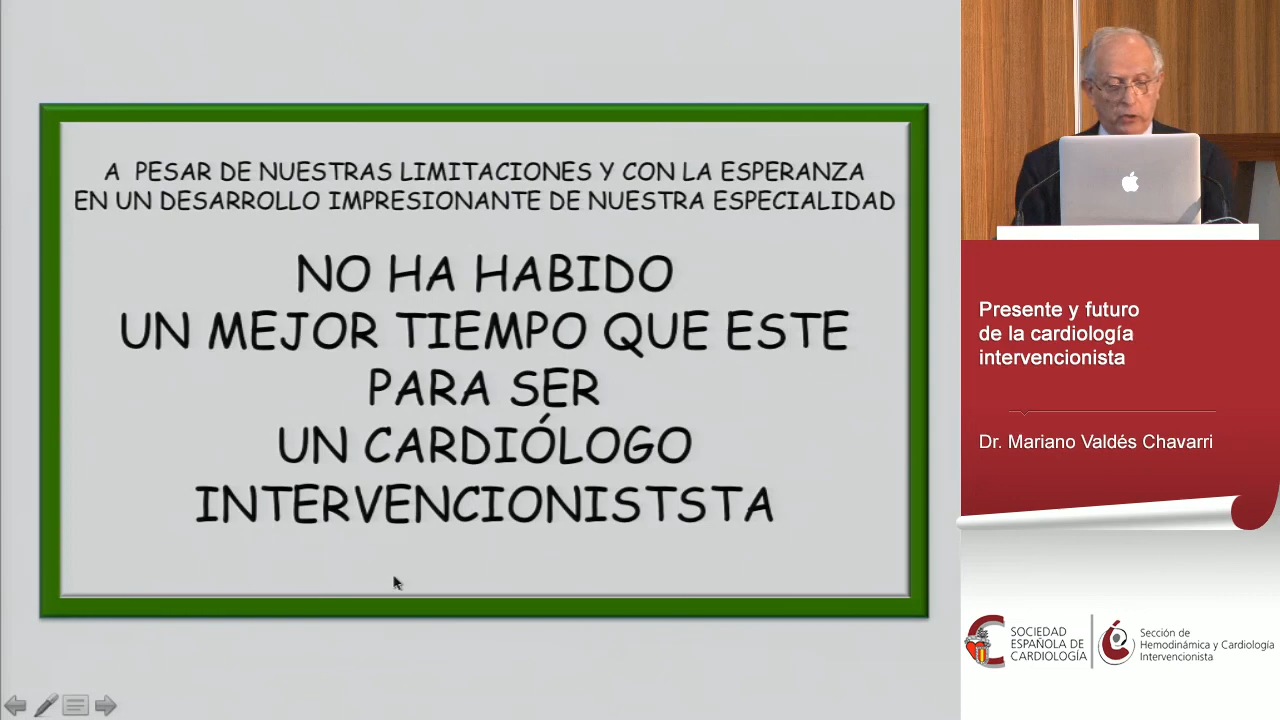 A PESAR DE NUESTRAS LIMITACIONES Y CON LA ESPERANZA
EN UN DESARROLLO IMPRESIONANTE DE NUESTRA ESPECIALIDAD
NO HA HABIDO
UN MEJOR TIEMPO QUE ESTE
PARA SER
UN CARDIÓLOGO
INTERVENCIONISTSTA
Presente y futuro
de la cardiología
intervencionista
Dr. Mariano Valdés Chavarri
SOCIEDAD
ESPAÑOLA DE
CARDIOLOGÍA
Sección de
Hemodinámica y Cardiología
Intervencionista